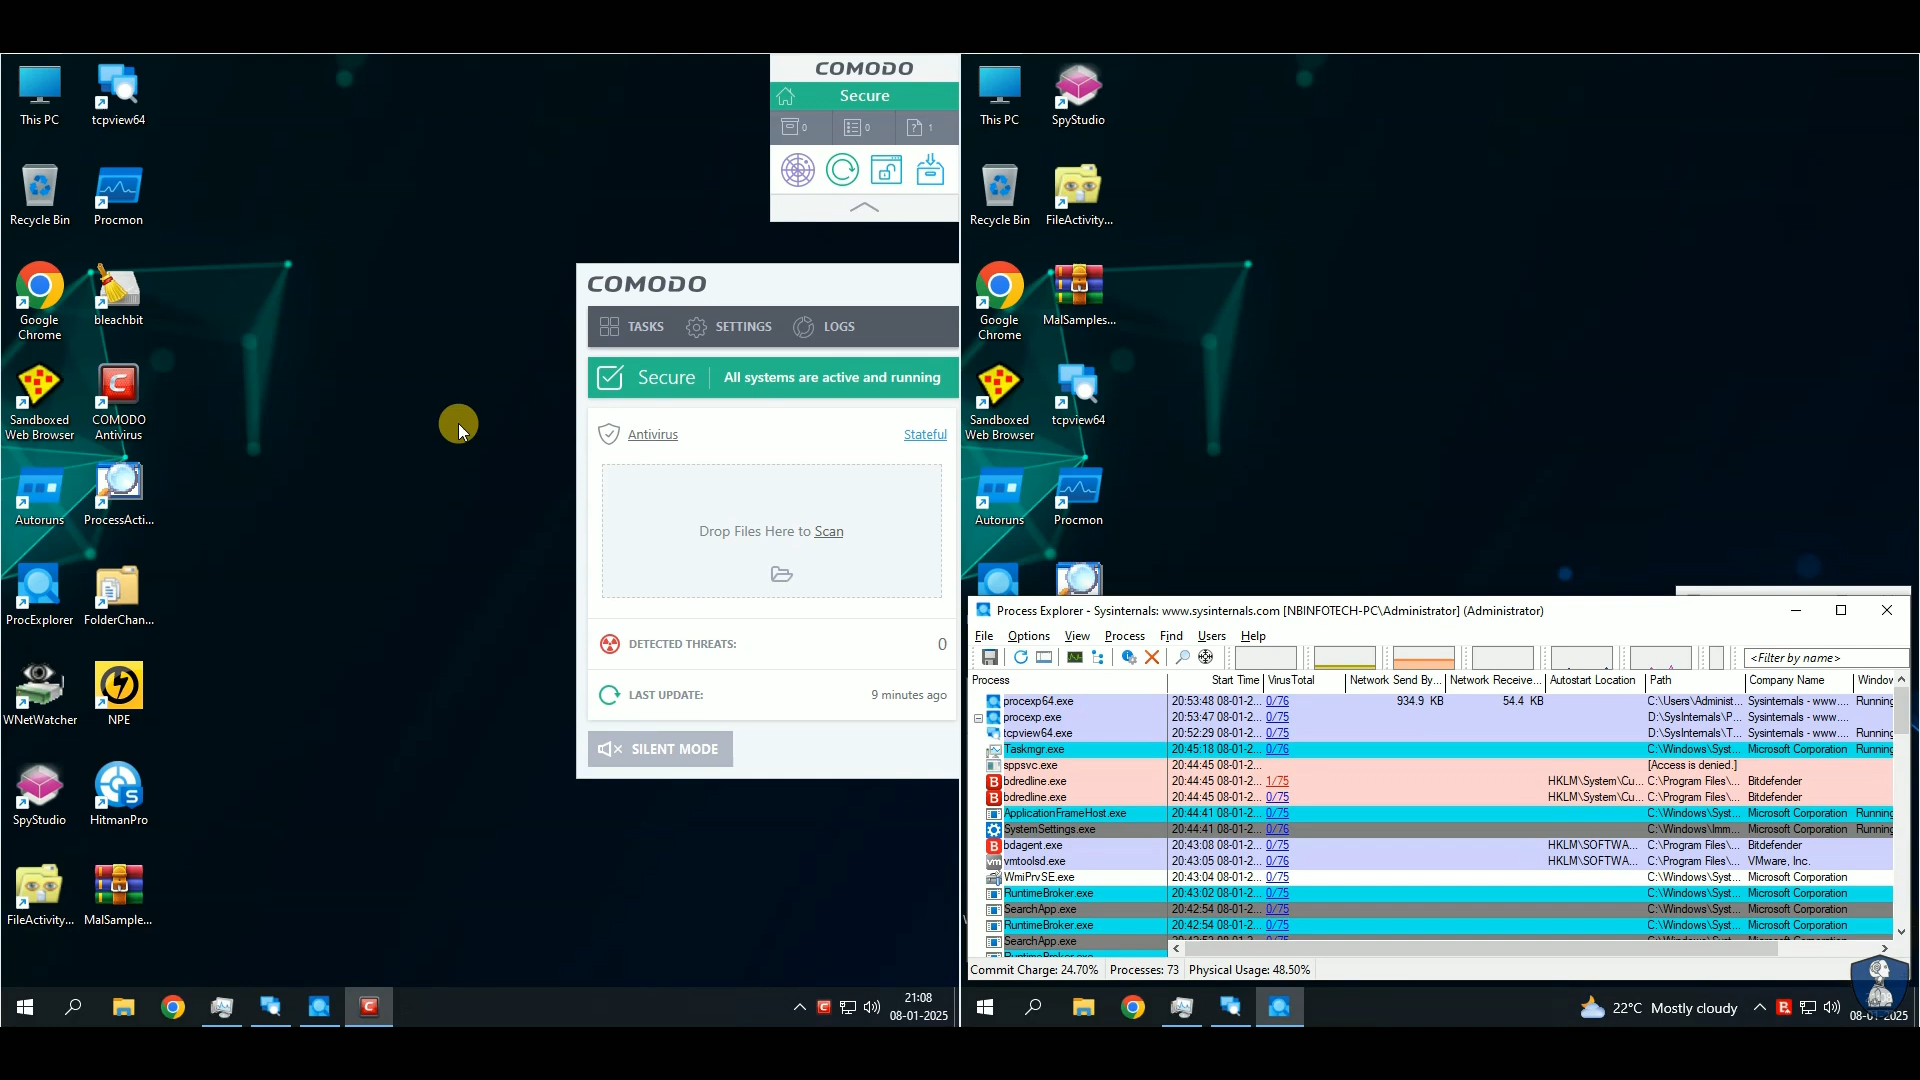 COMODO
Secure
0
0
1
This PC
tcpview64
Recycle Bin
Procmon
Google Chrome
bleachbit
Sandboxed Web Browser
COMODO Antivirus
Autoruns
ProcessActi...
ProcExplorer
FolderChan...
WNetWatcher
NPE
SpyStudio
HitmanPro
FileActivity...
MalSample...
COMODO
TASKS
SETTINGS
LOGS
Secure
All systems are active and running
Antivirus
Stateful
Drop Files Here to Scan
DETECTED THREATS:
0
LAST UPDATE:
9 minutes ago
SILENT MODE
21:08
08-01-2025
This PC
SpyStudio
Recycle Bin
FileActivity...
Google Chrome
MalSamples...
Sandboxed Web Browser
tcpview64
Autoruns
Procmon
Process Explorer - Sysinternals: www.sysinternals.com [NBINFOTECH-PC\Administrator] (Administrator)
File Options View Process Find Users Help
<Filter by name>
Process Start Time VirusTotal Network Send By... Network Receive... Autostart Location Path Company Name Window
procexp64.exe 20:53:48 08-01-2... 0/76 934.9 KB 54.4 KB C:\Users\Administ... Sysinternals - www.... Running
procexp.exe 20:53:47 08-01-2... 0/75 D:\SysInternals\P... Sysinternals - www....
tcpview64.exe 20:52:29 08-01-2... 0/75 D:\SysInternals\T... Sysinternals - www.... Running
Taskmgr.exe 20:45:18 08-01-2... 0/76 C:\Windows\Syst... Microsoft Corporation Running
sppsvc.exe 20:44:45 08-01-2... [Access is denied.]
bdredline.exe 20:44:45 08-01-2... 1/75 HKLM\System\Cu... C:\Program Files\... Bitdefender
bdredline.exe 20:44:45 08-01-2... 0/75 HKLM\System\Cu... C:\Program Files\... Bitdefender
ApplicationFrameHost.exe 20:44:41 08-01-2... 0/75 C:\Windows\Syst... Microsoft Corporation Running
SystemSettings.exe 20:44:41 08-01-2... 0/76 C:\Windows\Imm... Microsoft Corporation Running
bdagent.exe 20:43:08 08-01-2... 0/75 HKLM\SOFTWA... C:\Program Files\... Bitdefender
vmtoolsd.exe 20:43:05 08-01-2... 0/76 HKLM\SOFTWA... C:\Program Files\... VMware, Inc.
WmiPrvSE.exe 20:43:04 08-01-2... 0/75 C:\Windows\Syst... Microsoft Corporation
RuntimeBroker.exe 20:43:02 08-01-2... 0/75 C:\Windows\Syst... Microsoft Corporation
SearchApp.exe 20:42:54 08-01-2... 0/75 C:\Windows\Syst... Microsoft Corporation
RuntimeBroker.exe 20:42:54 08-01-2... 0/75 C:\Windows\Syst... Microsoft Corporation
SearchApp.exe
Commit Charge: 24.70% Processes: 73 Physical Usage: 48.50%
22°C Mostly cloudy
08-01-2025